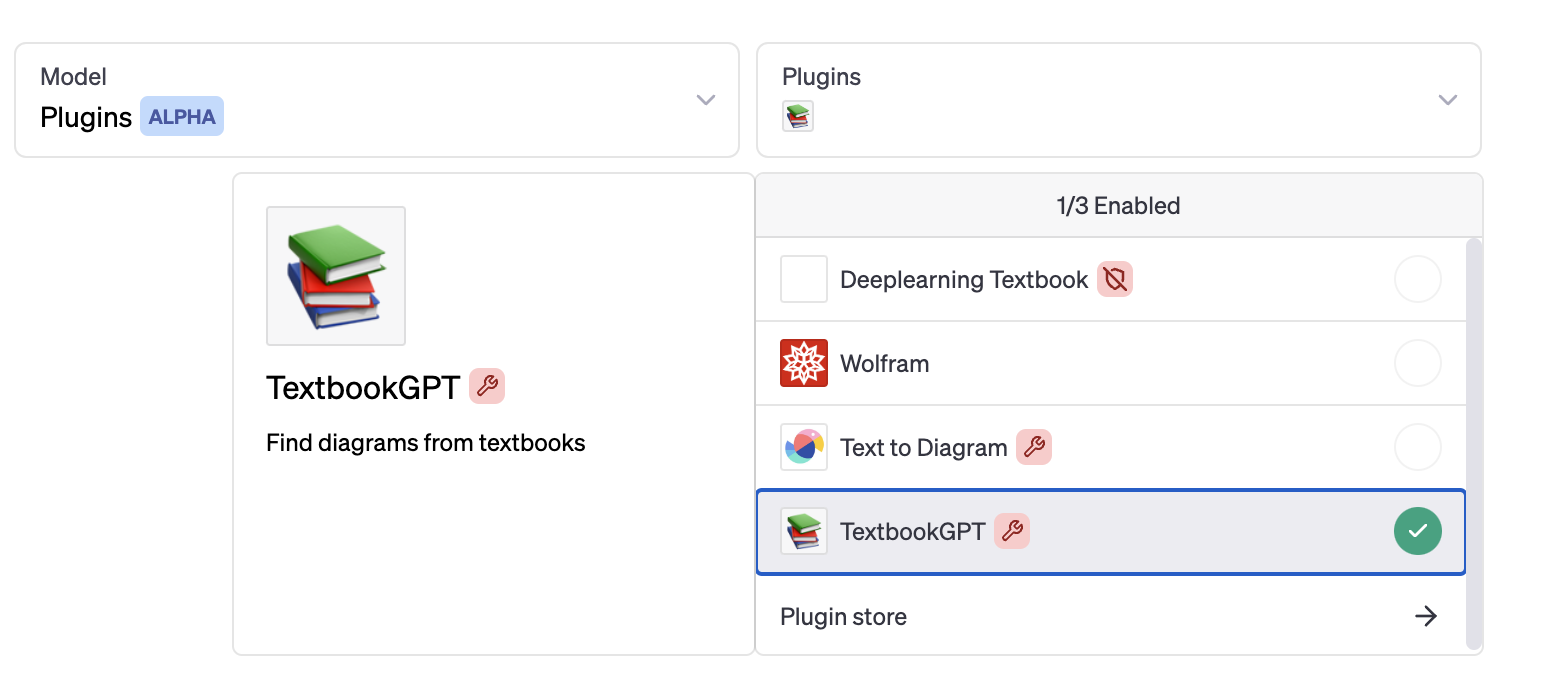 Model
Plugins ALPHA
Plugins
TextbookGPT
Find diagrams from textbooks
1/3 Enabled
Deeplearning Textbook
Wolfram
Text to Diagram
TextbookGPT
Plugin store